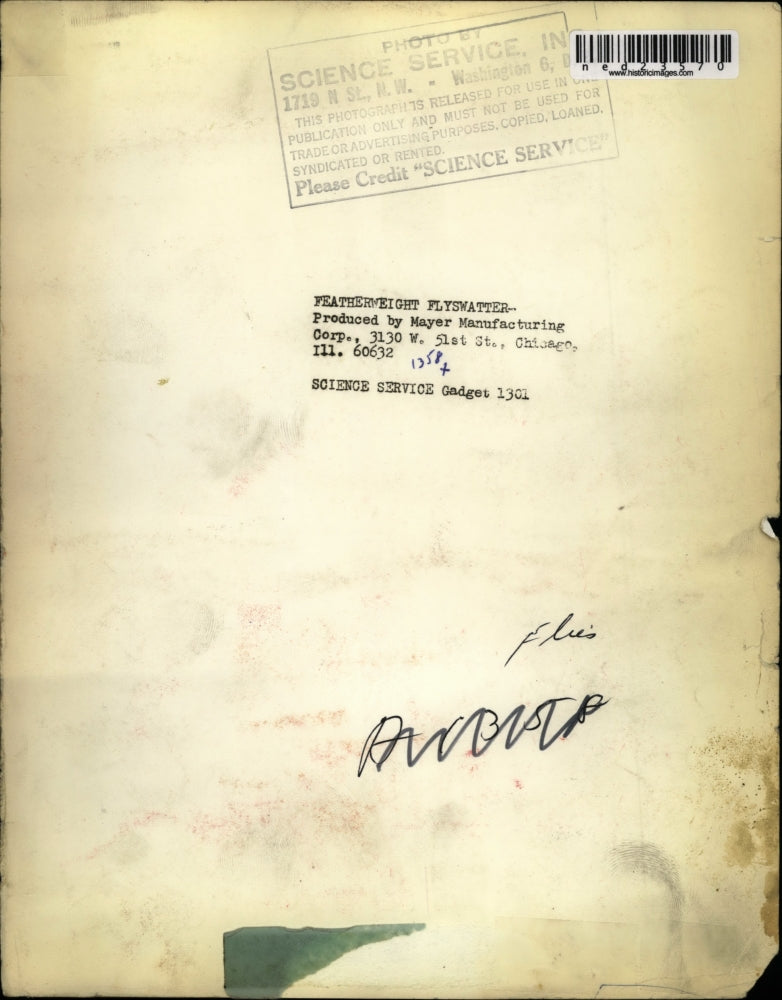 PHOTO BY
SCIENCE SERVICE, IN
1719 N St., N.W. - Washington 6, D
THIS PHOTOGRAPH IS RELEASED FOR USE IN ONE
PUBLICATION ONLY AND MUST NOT BE USED FOR
TRADE OR ADVERTISING PURPOSES, COPIED, LOANED,
SYNDICATED OR RENTED.
Please Credit "SCIENCE SERVICE"
ned23570
www.historicimages.com
FEATHERWEIGHT FLYSWATTER--
Produced by Mayer Manufacturing
Corp., 3130 W. 51st St., Chicago,
Ill. 60632
1358
SCIENCE SERVICE Gadget 1301
Flies